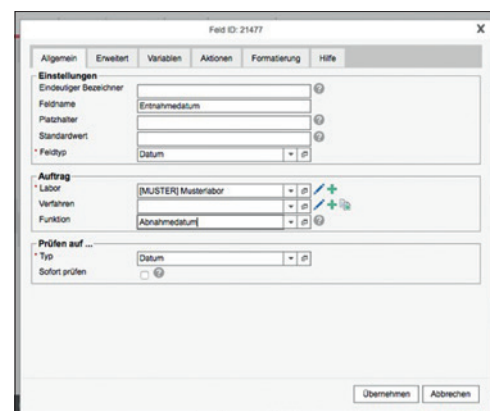 Feld ID: 21477 X
Allgemein Erweitert Variablen Aktionen Formatierung Hilfe
Einstellungen
Eindeutiger Bezeichner ?
Feldname Entnahmedatum
Platzhalter ?
Standardwert ?
* Feldtyp Datum
Auftrag
* Labor [MUSTER] Musterlabor
Verfahren
Funktion Abnahmedatum ?
Prüfen auf ...
* Typ Datum
Sofort prüfen ?
Übernehmen Abbrechen